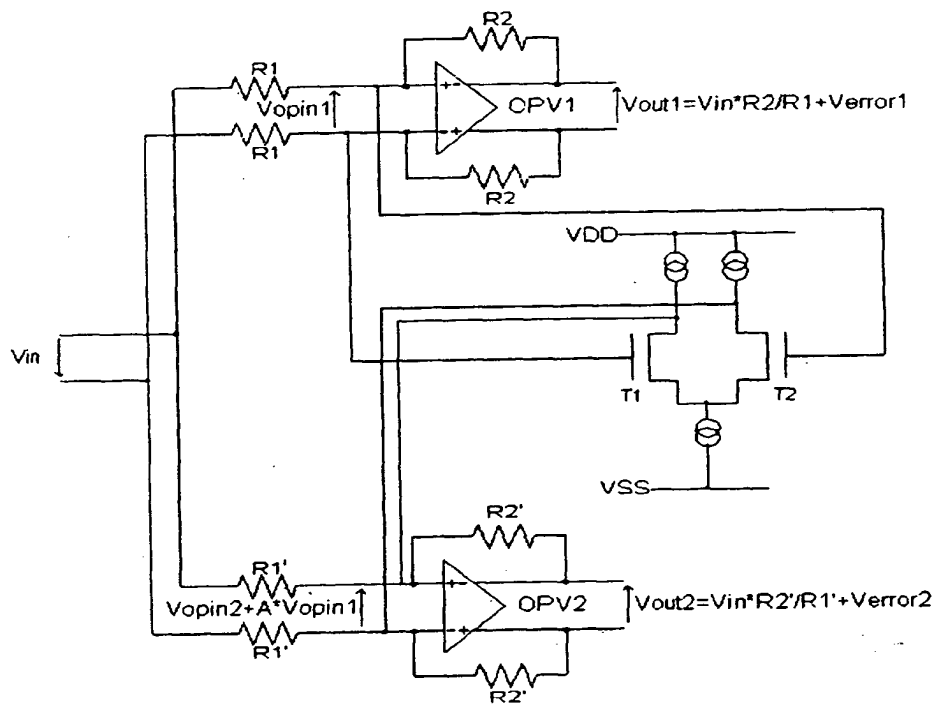 R2
R1
Vopin1
+-
OPV1
Vout1=Vin*R2/R1+Verror1
R1
-+
R2
VDD
Vin
T1
T2
VSS
R2'
R1'
+-
Vopin2+A*Vopin1
OPV2
Vout2=Vin*R2'/R1'+Verror2
-+
R1'
R2'